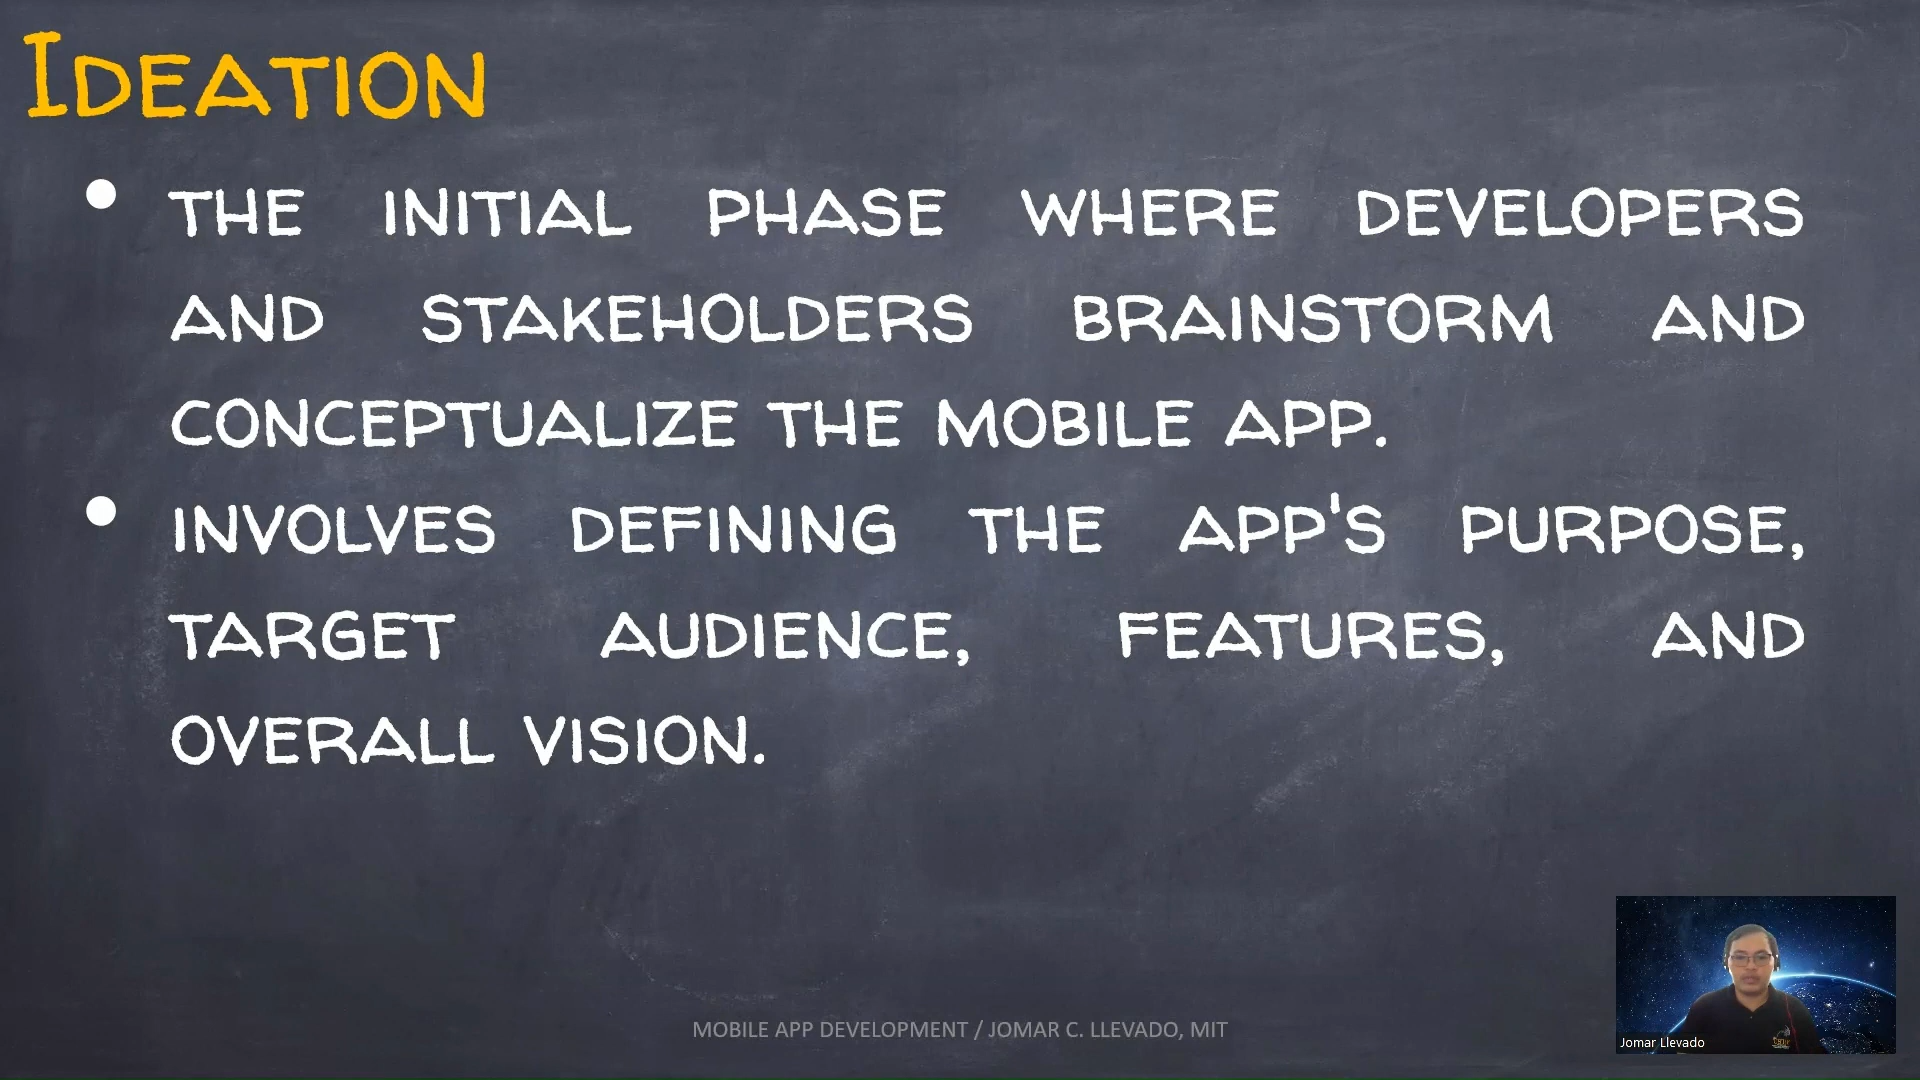 IDEATION
• THE INITIAL PHASE WHERE DEVELOPERS
AND STAKEHOLDERS BRAINSTORM AND
CONCEPTUALIZE THE MOBILE APP.
• INVOLVES DEFINING THE APP'S PURPOSE,
TARGET AUDIENCE, FEATURES, AND
OVERALL VISION.
MOBILE APP DEVELOPMENT / JOMAR C. LLEVADO, MIT
Jomar Llevado